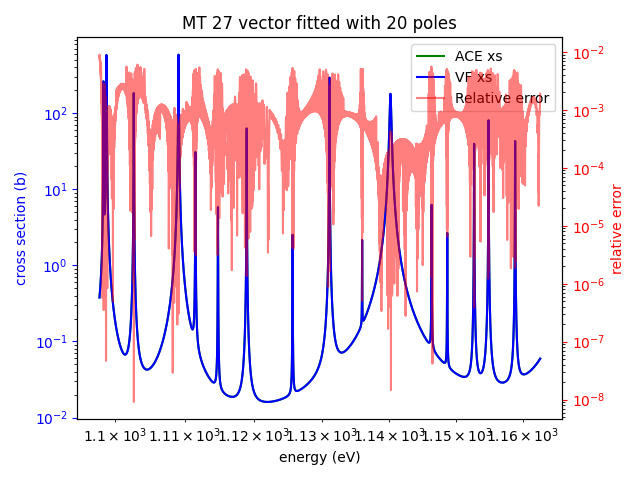 MT 27 vector fitted with 20 poles
ACE xs
VF xs
Relative error
cross section (b)
10²
10¹
10⁰
10⁻¹
10⁻²
10⁻²
10⁻³
10⁻⁴
10⁻⁵
10⁻⁶
10⁻⁷
10⁻⁸
relative error
1.1 × 10³ 1.11 × 10³ 1.12 × 10³ 1.13 × 10³ 1.14 × 10³ 1.15 × 10³ 1.16 × 10³
energy (eV)